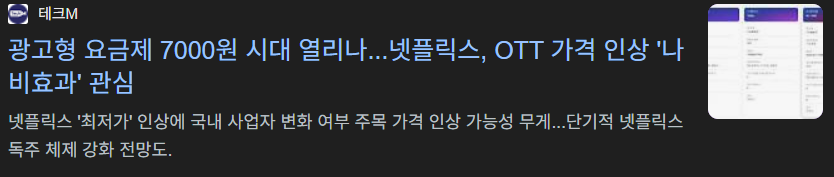 테크M
광고형 요금제 7000원 시대 열리나...넷플릭스, OTT 가격 인상 '나
비효과' 관심
넷플릭스 '최저가' 인상에 국내 사업자 변화 여부 주목 가격 인상 가능성 무게...단기적 넷플릭스
독주 체제 강화 전망도.